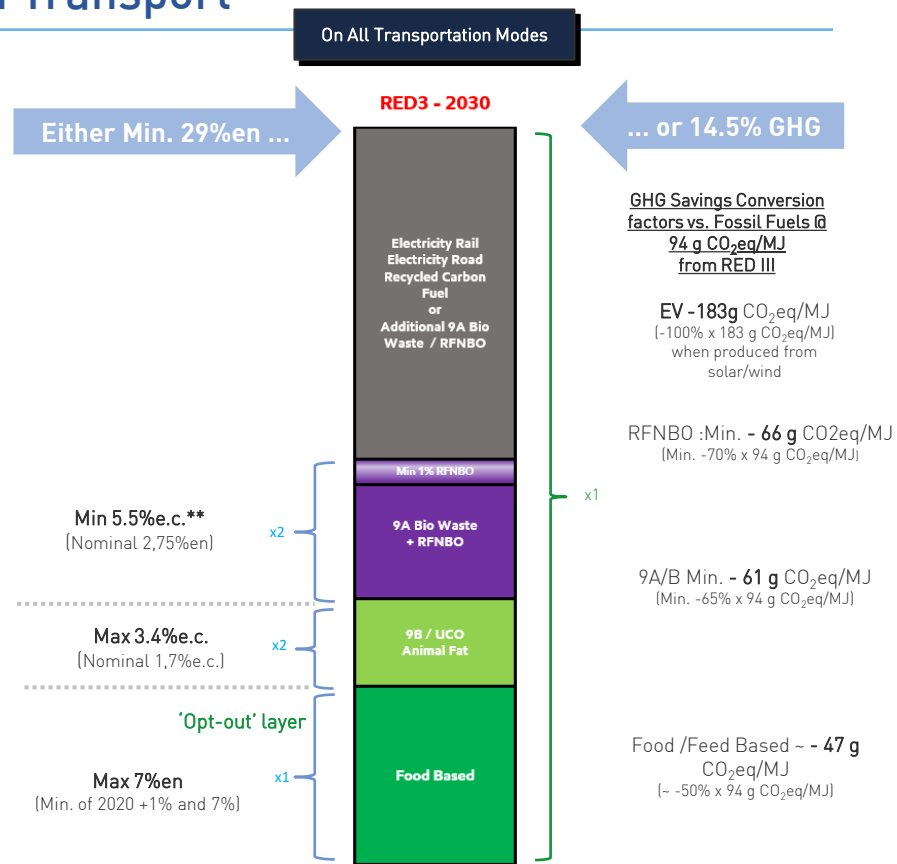 Transport
On All Transportation Modes
RED3 - 2030
Either Min. 29%en ...
... or 14.5% GHG
GHG Savings Conversion
factors vs. Fossil Fuels @
94 g CO₂eq/MJ
from RED III
EV -183g CO₂eq/MJ
(-100% x 183 g CO₂eq/MJ)
when produced from
solar/wind
Electricity Rail
Electricity Road
Recycled Carbon
Fuel
or
Additional 9A Bio
Waste / RFNBO
RFNBO :Min. - 66 g CO2eq/MJ
(Min. -70% x 94 g CO₂eq/MJ)
Min 1% RFNBO
x1
Min 5.5%e.c.**
(Nominal 2,75%en)
x2
9A Bio Waste
+ RFNBO
9A/B Min. - 61 g CO₂eq/MJ
(Min. -65% x 94 g CO₂eq/MJ)
Max 3.4%e.c.
(Nominal 1,7%e.c.)
x2
9B / UCO
Animal Fat
'Opt-out' layer
Max 7%en
(Min. of 2020 +1% and 7%)
x1
Food Based
Food /Feed Based ~ - 47 g
CO₂eq/MJ
(~ -50% x 94 g CO₂eq/MJ)